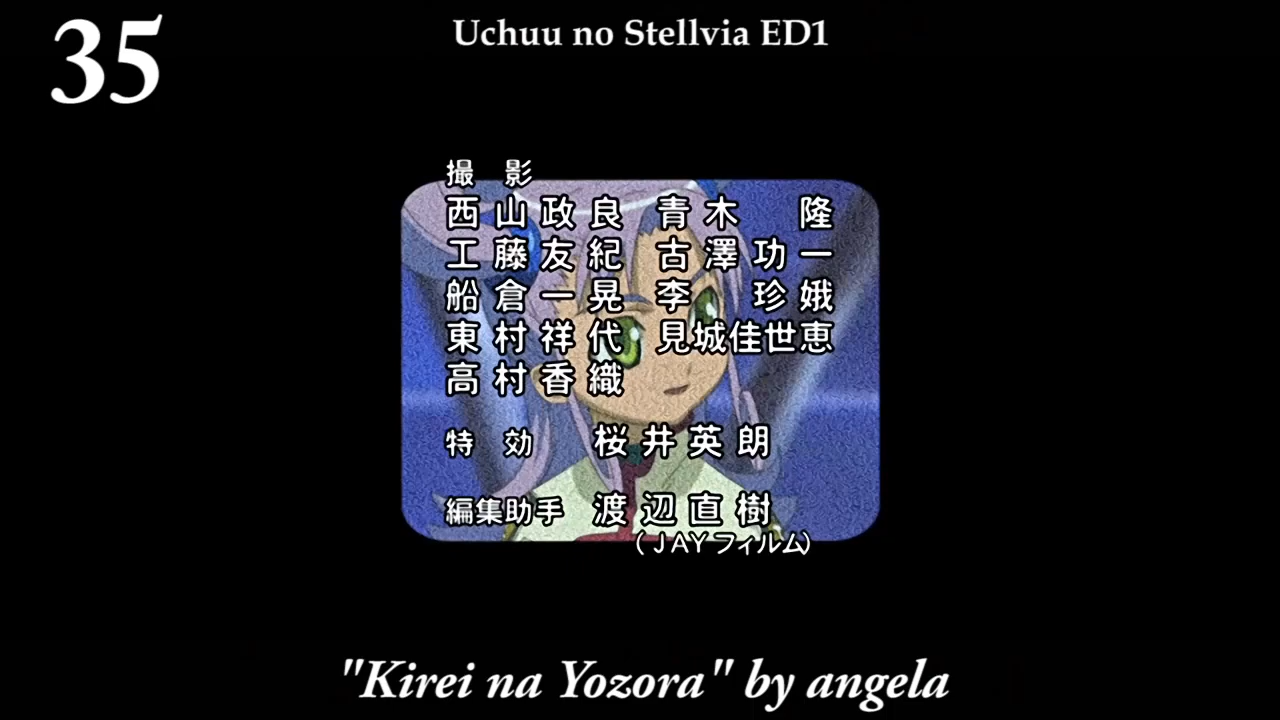 35
Uchuu no Stellvia ED1
撮影
西山政良 青木隆
工藤友紀 古澤功一
船倉一晃 李珍娥
東村祥代 見城佳世恵
高村香織
特効 桜井英朗
編集助手 渡辺直樹
(JAYフィルム)
"Kirei na Yozora" by angela